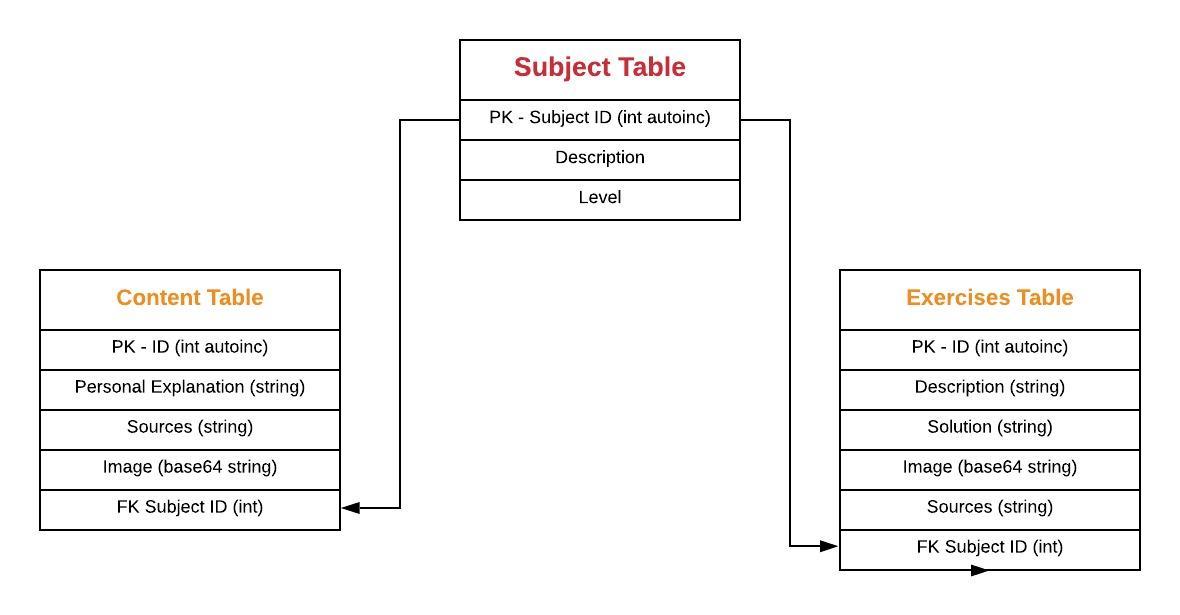 Subject Table
PK - Subject ID (int autoinc)
Description
Level
Content Table
PK - ID (int autoinc)
Personal Explanation (string)
Sources (string)
Image (base64 string)
FK Subject ID (int)
Exercises Table
PK - ID (int autoinc)
Description (string)
Solution (string)
Image (base64 string)
Sources (string)
FK Subject ID (int)